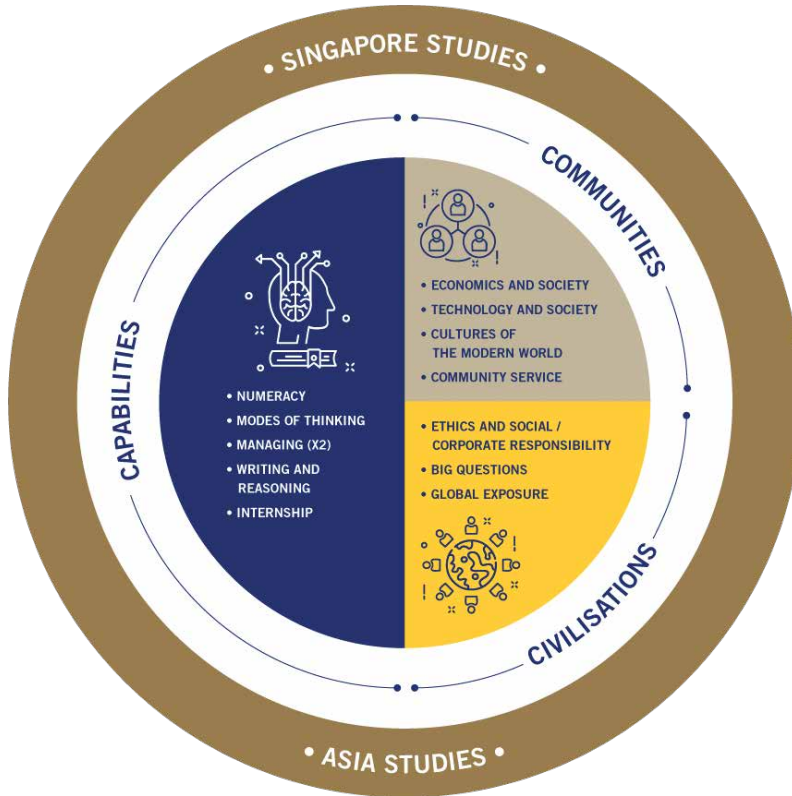 • SINGAPORE STUDIES •
COMMUNITIES
• ECONOMICS AND SOCIETY
• TECHNOLOGY AND SOCIETY
• CULTURES OF
THE MODERN WORLD
• COMMUNITY SERVICE
CAPABILITIES
• NUMERACY
• MODES OF THINKING
• MANAGING (X2)
• WRITING AND
REASONING
• INTERNSHIP
• ETHICS AND SOCIAL /
CORPORATE RESPONSIBILITY
• BIG QUESTIONS
• GLOBAL EXPOSURE
CIVILISATIONS
• ASIA STUDIES •